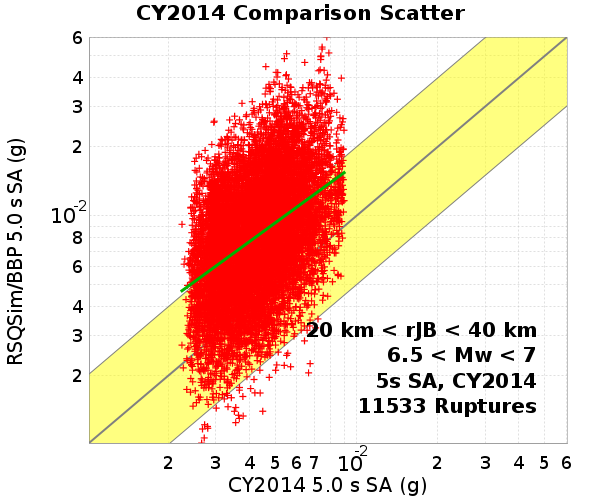 CY2014 Comparison Scatter
RSQSim/BBP 5.0 s SA (g)
6
4
3
2
10-2
8
6
4
3
2
20 km < rJB < 40 km
6.5 < Mw < 7
5s SA, CY2014
11533 Ruptures
2 3 4 5 6 7 10-2 2 3 4 5 6
CY2014 5.0 s SA (g)